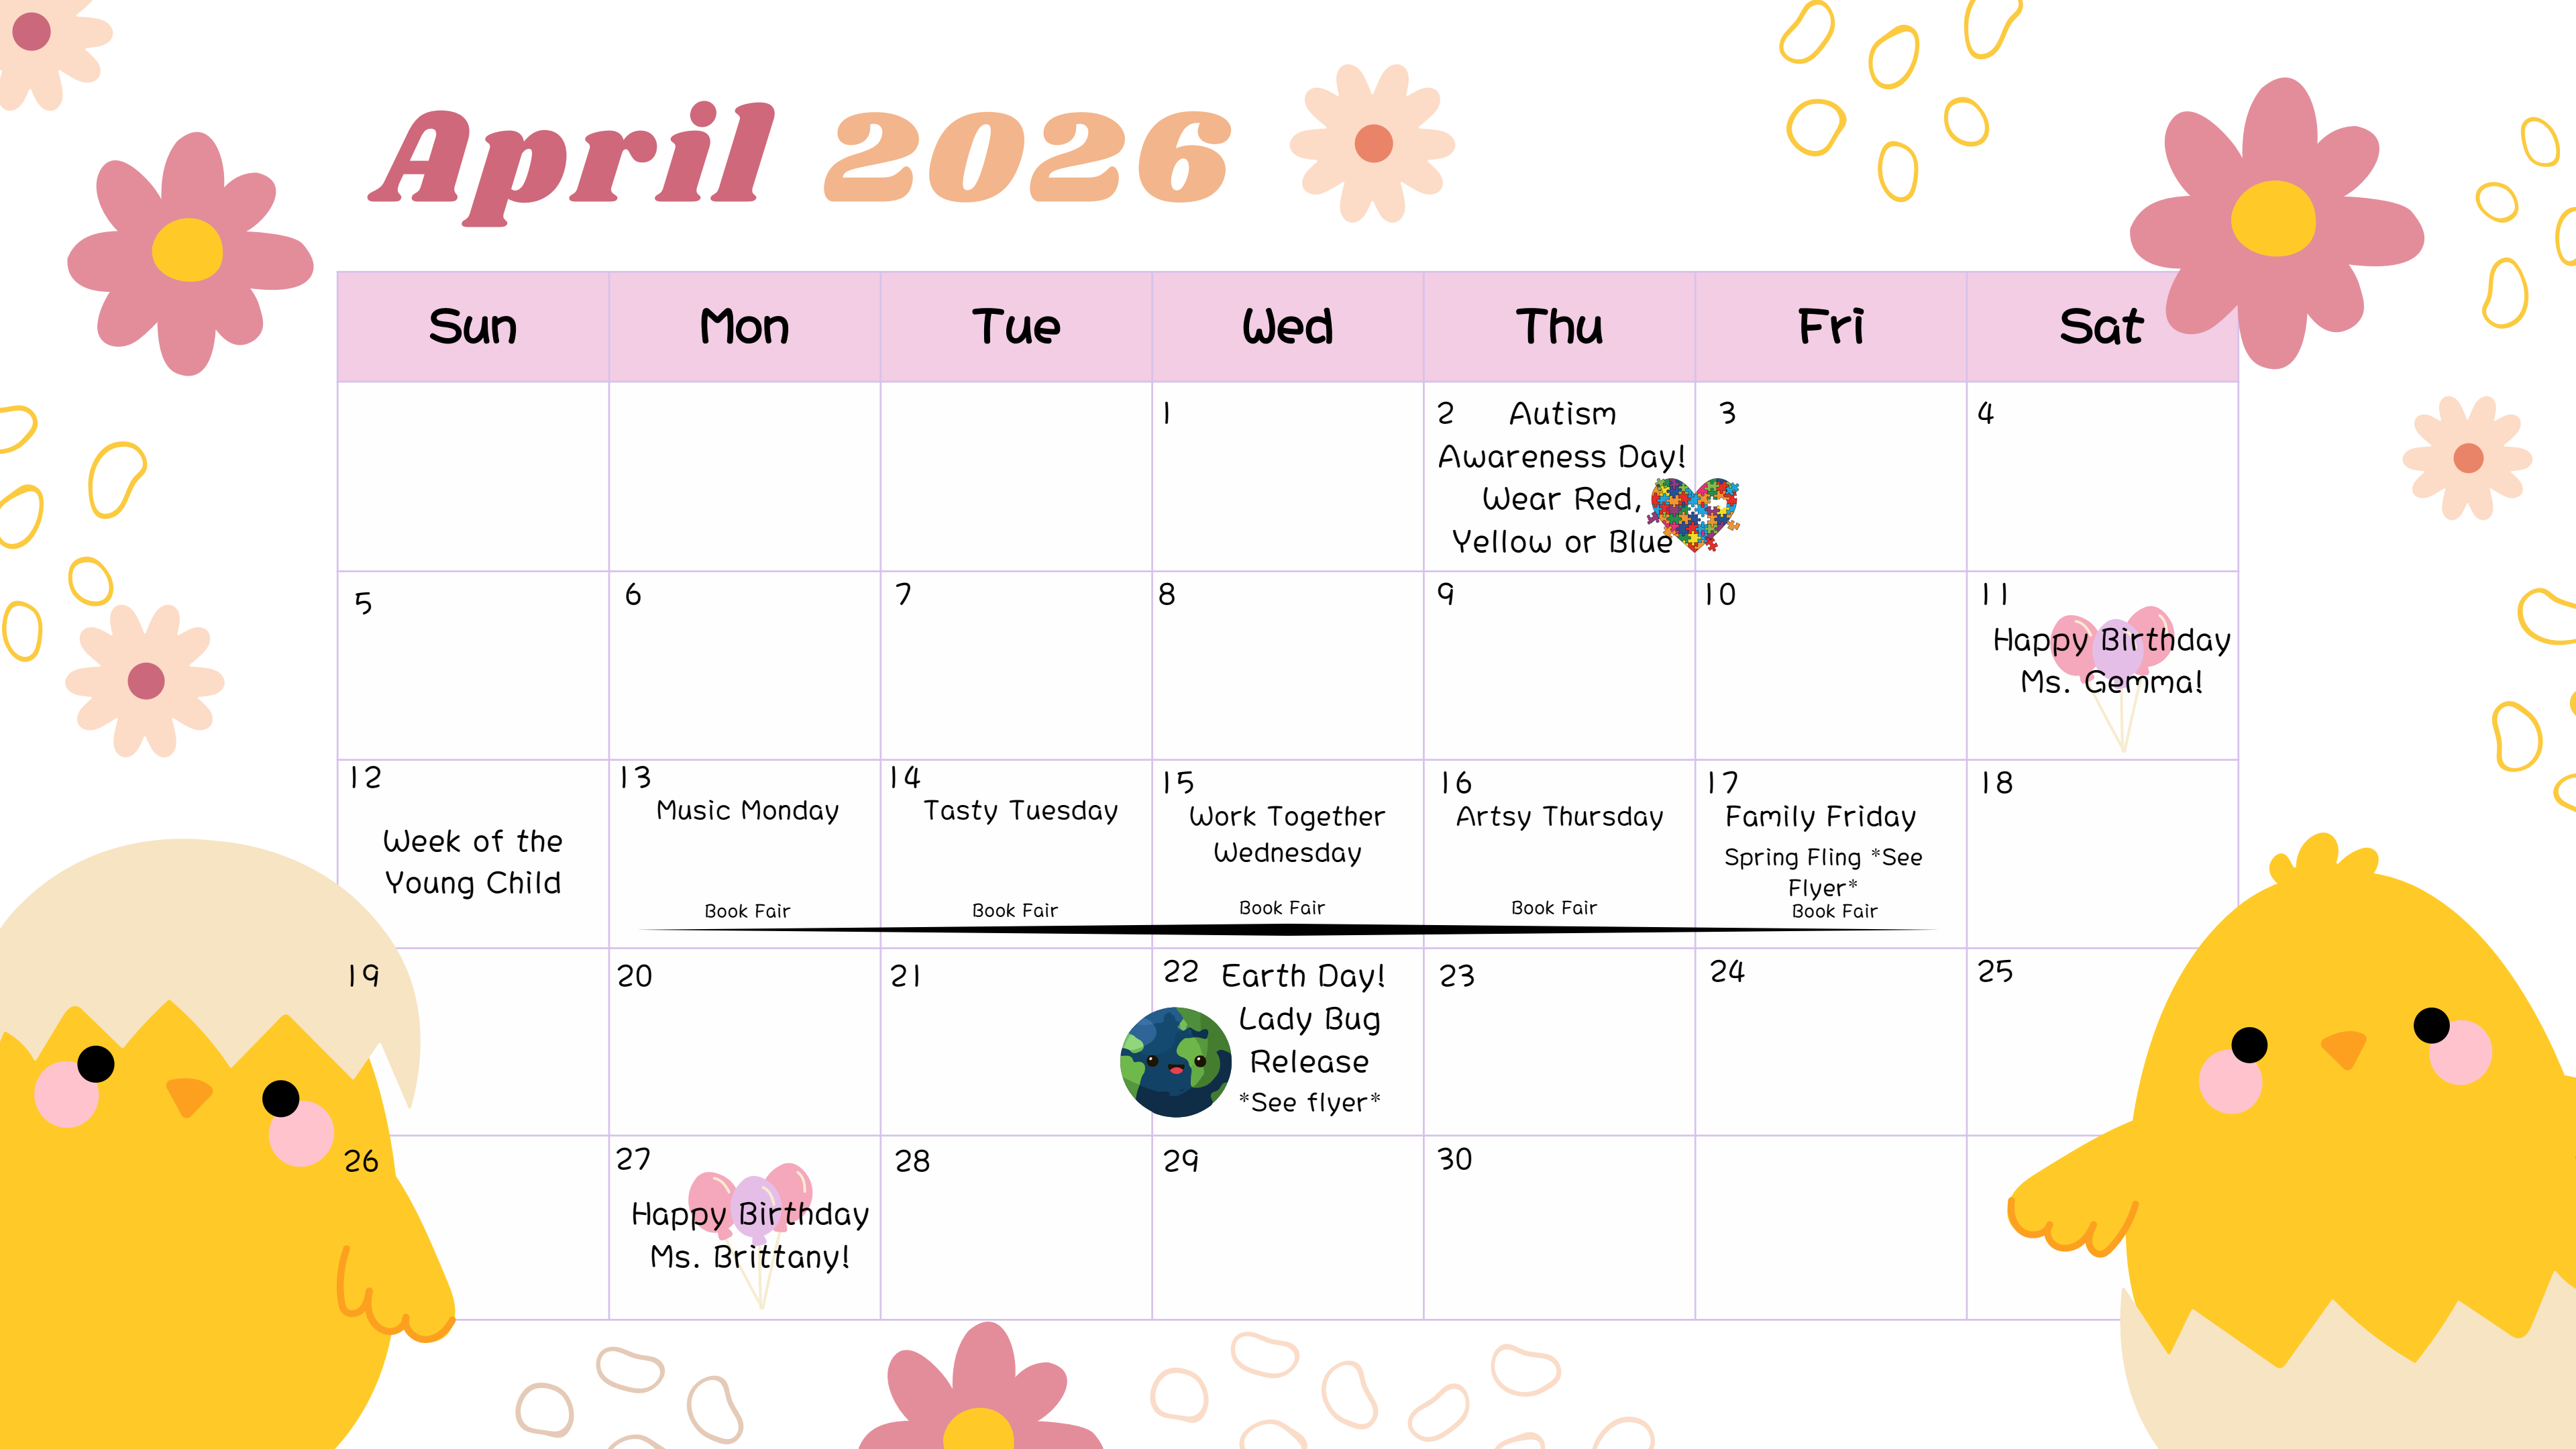 April 2026
Sun Mon Tue Wed Thu Fri Sat
1
2 Autism
Awareness Day!
Wear Red,
Yellow or Blue
3
4
5
6
7
8
9
10
11
Happy Birthday
Ms. Gemma!
12
Week of the
Young Child
13
Music Monday
Book Fair
14
Tasty Tuesday
Book Fair
15
Work Together
Wednesday
Book Fair
16
Artsy Thursday
Book Fair
17
Family Friday
Spring Fling *See
Flyer*
Book Fair
18
19
20
21
22 Earth Day!
Lady Bug
Release
*See flyer*
23
24
25
26
27
Happy Birthday
Ms. Brittany!
28
29
30